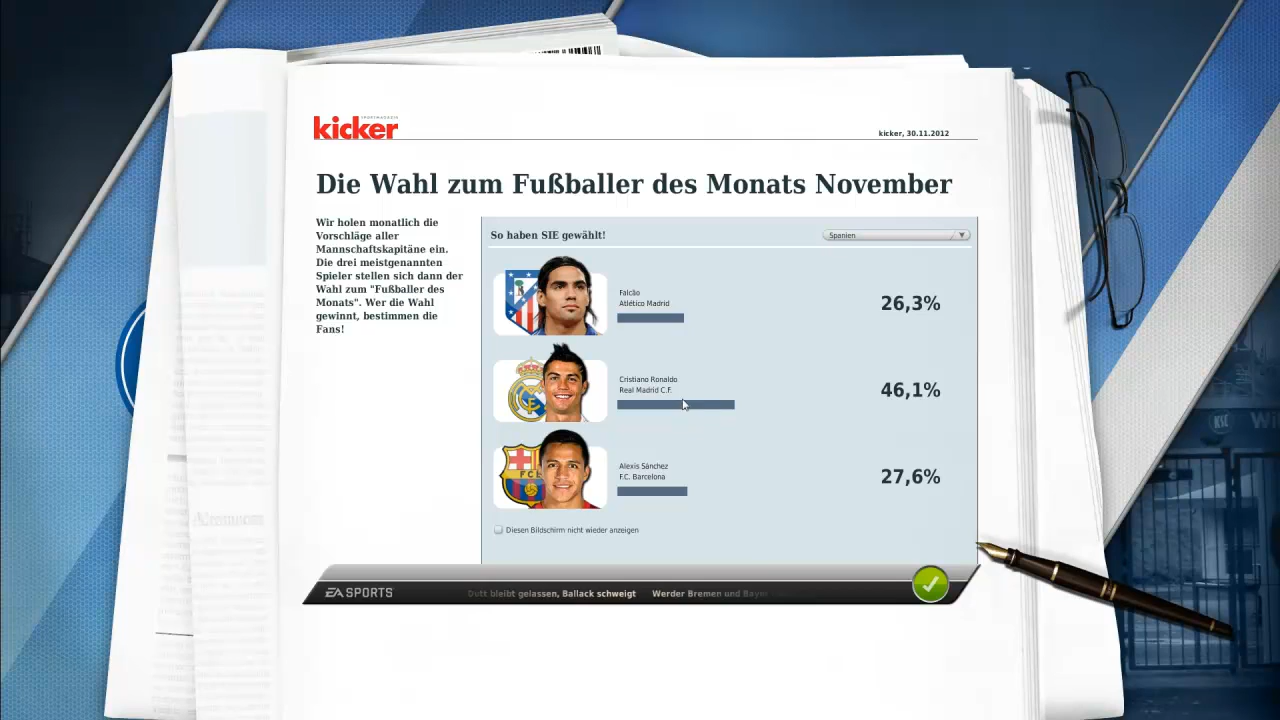 SPORTMAGAZIN
kicker
kicker, 30.11.2012
Die Wahl zum Fußballer des Monats November
Wir holen monatlich die
Vorschläge aller
Mannschaftskapitäne ein.
Die drei meistgenannten
Spieler stellen sich dann der
Wahl zum "Fußballer des
Monats". Wer die Wahl
gewinnt, bestimmen die
Fans!
So haben SIE gewählt!
Spanien
Falcão
Atlético Madrid
26,3%
Cristiano Ronaldo
Real Madrid C.F.
46,1%
FCB
Alexis Sánchez
F.C. Barcelona
27,6%
Diesen Bildschirm nicht wieder anzeigen
EA SPORTS
Dutt bleibt gelassen, Ballack schweigt Werder Bremen und Bayer
KSC